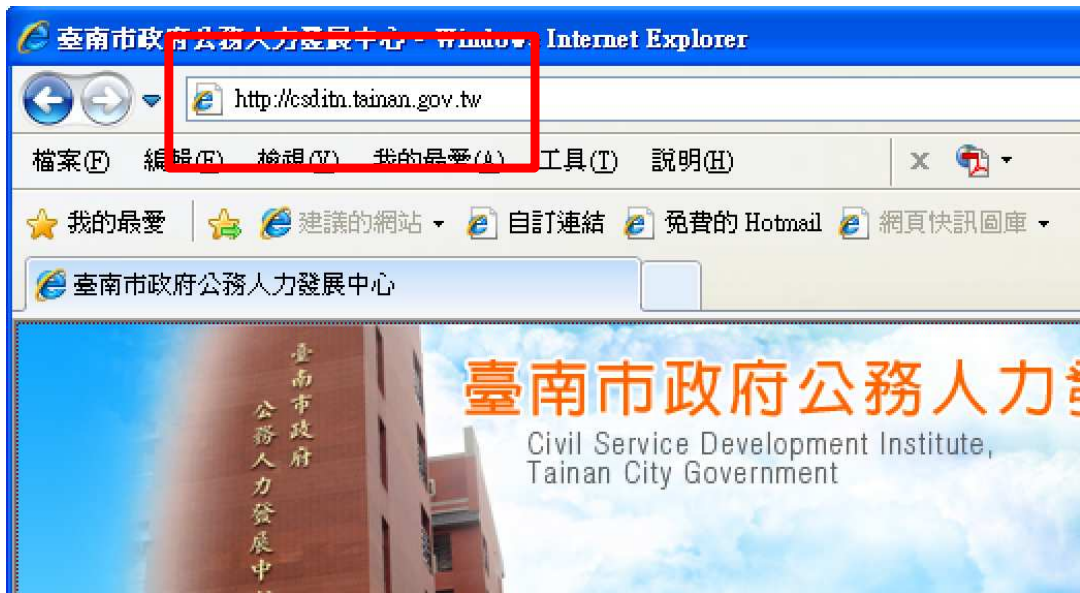 臺南市政府公務人力發展中心 - Windows Internet Explorer
http://csditn.tainan.gov.tw
檔案(F) 編輯(E) 檢視(V) 我的最愛(A) 工具(T) 說明(H)
我的最愛 建議的網站 自訂連結 免費的 Hotmail 網頁快訊圖庫
臺南市政府公務人力發展中心
臺南市政府
公務人力發展中
臺南市政府公務人力
Civil Service Development Institute,
Tainan City Government